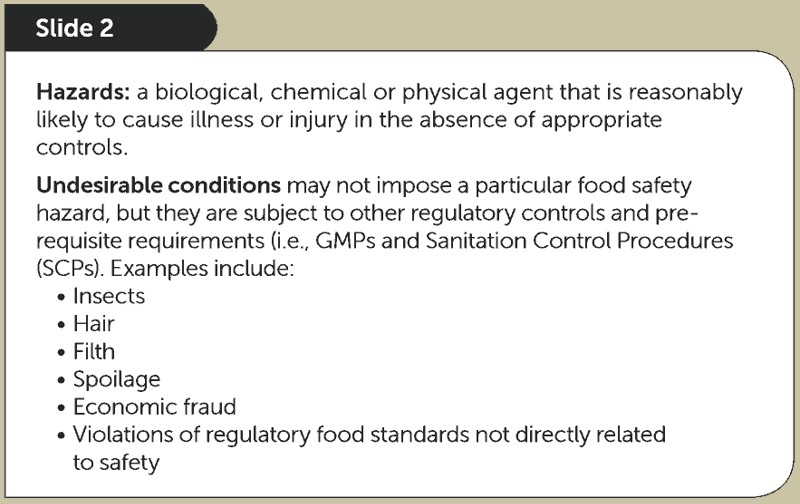 Slide 2
Hazards: a biological, chemical or physical agent that is reasonably
likely to cause illness or injury in the absence of appropriate
controls.
Undesirable conditions may not impose a particular food safety
hazard, but they are subject to other regulatory controls and pre-
requisite requirements (i.e., GMPs and Sanitation Control Procedures
(SCPs). Examples include:
• Insects
• Hair
• Filth
• Spoilage
• Economic fraud
• Violations of regulatory food standards not directly related
to safety